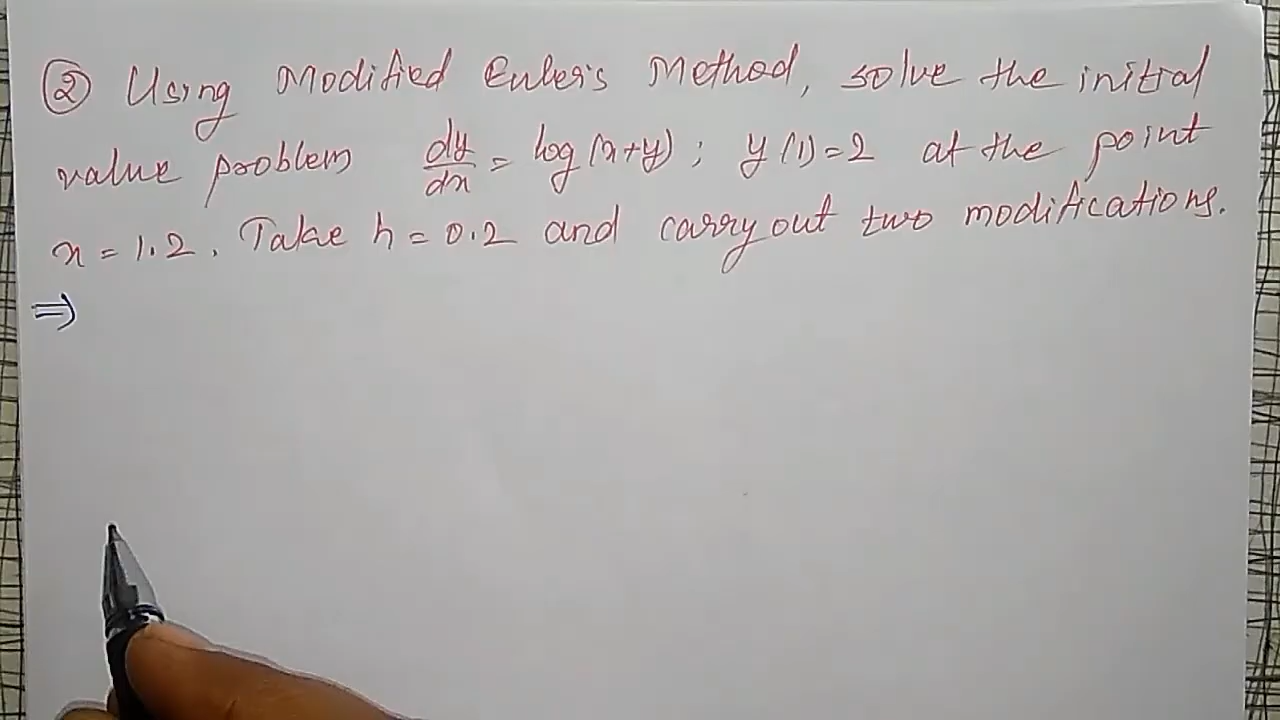 ② Using Modified Euler's Method, solve the initial
value problem dy/dx = log(x+y) ; y(1)=2 at the point
x = 1.2. Take h = 0.2 and carry out two modifications.
⇒